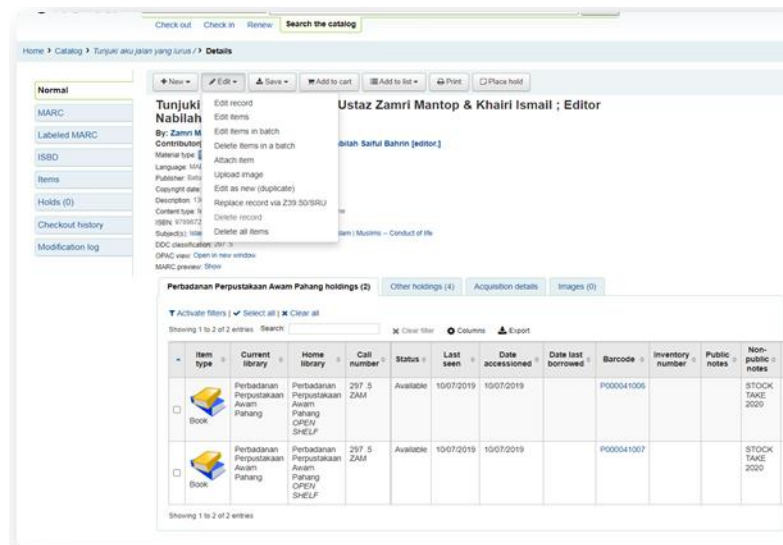 Check out Check in Renew Search the catalog
Home > Catalog > Tunjuki aku jalan yang lurus / > Details
Normal
MARC
Labeled MARC
ISBD
Items
Holds (0)
Checkout history
Modification log
+ New Edit Save Add to cart Add to list Print Place hold
Edit record
Edit items
Edit items in batch
Delete items in a batch
Attach item
Upload image
Edit as new (duplicate)
Replace record via Z39.50/SRU
Delete record
Delete all items
Tunjuki Ustaz Zamri Mantop & Khairi Ismail ; Editor
Nabilah
By: Zamri M
Contributor( bilah Saiful Bahrin [editor.]
Material type:
Language: MA
Publisher:
Copyright date
Description:
Content type:
ISBN:
Subject(s): lam | Muslims -- Conduct of life
DDC classification: 297 .5
OPAC view: Open in new window
MARC preview: Show
Perbadanan Perpustakaan Awam Pahang holdings (2) Other holdings (4) Acquisition details Images (0)
Activate filters | Select all | Clear all
Showing 1 to 2 of 2 entries Search: Clear filter Columns Export
Item type Current library Home library Call number Status Last seen Date accessioned Date last borrowed Barcode Inventory number Public notes Non-public notes
Book Perbadanan Perpustakaan Awam Pahang Perbadanan Perpustakaan Awam Pahang OPEN SHELF 297 .5 ZAM Available 10/07/2019 10/07/2019 P000041006 STOCK TAKE 2020
Book Perbadanan Perpustakaan Awam Pahang Perbadanan Perpustakaan Awam Pahang OPEN SHELF 297 .5 ZAM Available 10/07/2019 10/07/2019 P000041007 STOCK TAKE 2020
Showing 1 to 2 of 2 entries